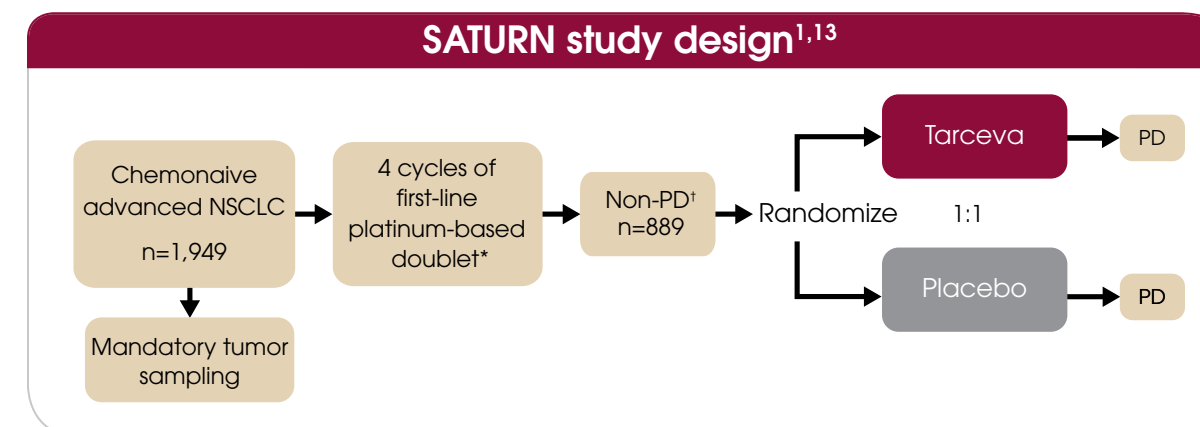 SATURN study design1,13
Chemonaive
advanced NSCLC
n=1,949
Mandatory tumor
sampling
4 cycles of
first-line
platinum-based
doublet*
Non-PD†
n=889
Randomize
1:1
Tarceva
PD
Placebo
PD